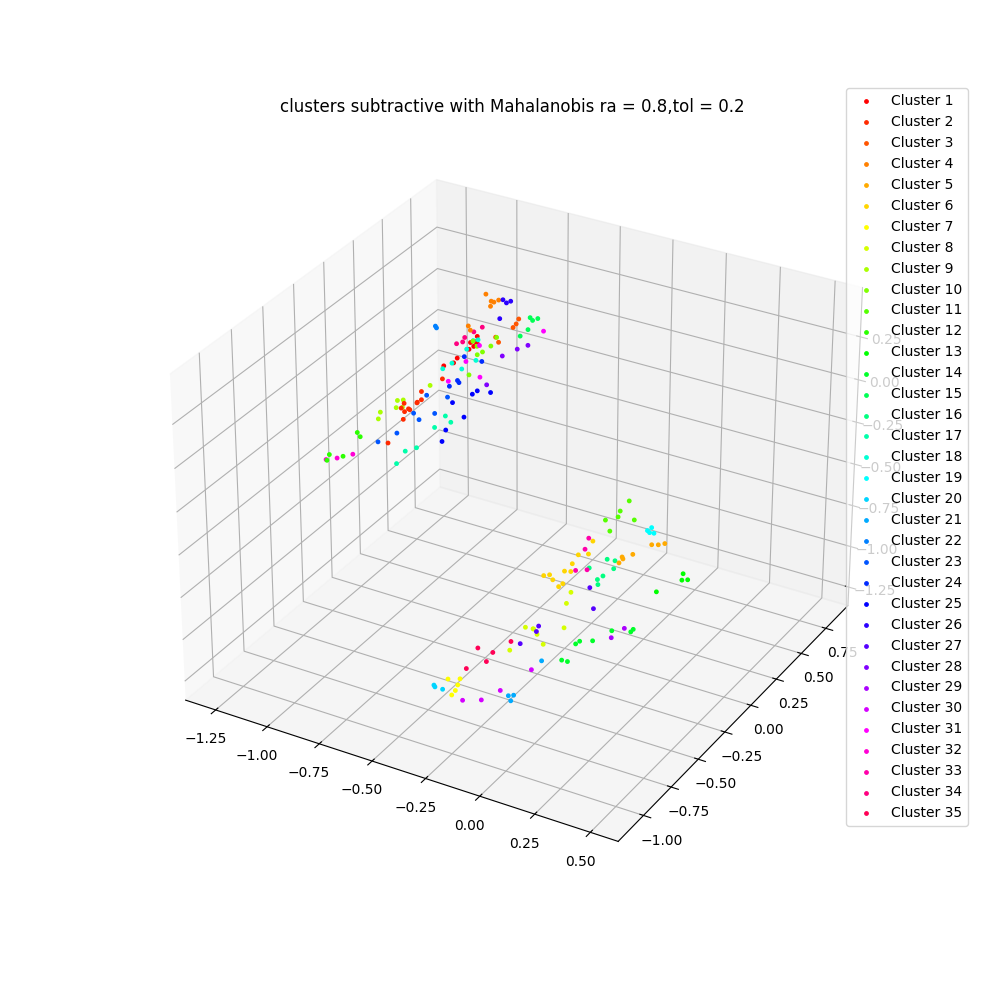 clusters subtractive with Mahalanobis ra = 0.8,tol = 0.2
Cluster 1
Cluster 2
Cluster 3
Cluster 4
Cluster 5
Cluster 6
Cluster 7
Cluster 8
Cluster 9
Cluster 10
Cluster 11
Cluster 12
Cluster 13
Cluster 14
Cluster 15
Cluster 16
Cluster 17
Cluster 18
Cluster 19
Cluster 20
Cluster 21
Cluster 22
Cluster 23
Cluster 24
Cluster 25
Cluster 26
Cluster 27
Cluster 28
Cluster 29
Cluster 30
Cluster 31
Cluster 32
Cluster 33
Cluster 34
Cluster 35
0.25
0.00
−0.25
−0.50
−0.75
−1.00
−1.25
0.75
0.50
0.25
0.00
−0.25
−0.50
−0.75
−1.00
−1.25
−1.00
−0.75
−0.50
−0.25
0.00
0.25
0.50